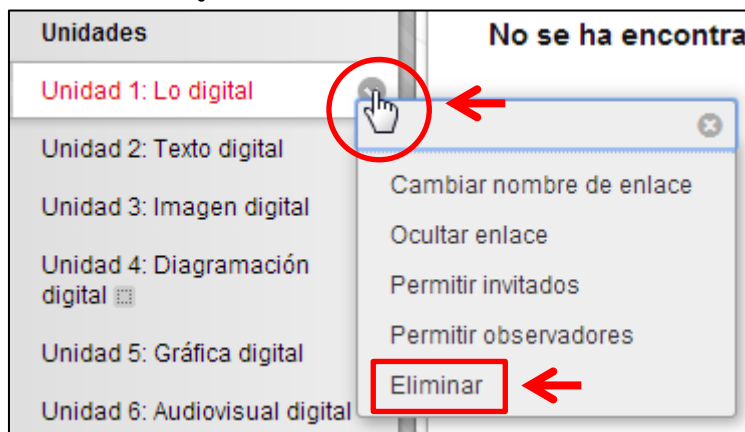 Unidades
No se ha encontra
Unidad 1: Lo digital
Unidad 2: Texto digital
Unidad 3: Imagen digital
Unidad 4: Diagramación
digital
Unidad 5: Gráfica digital
Unidad 6: Audiovisual digital
Cambiar nombre de enlace
Ocultar enlace
Permitir invitados
Permitir observadores
Eliminar